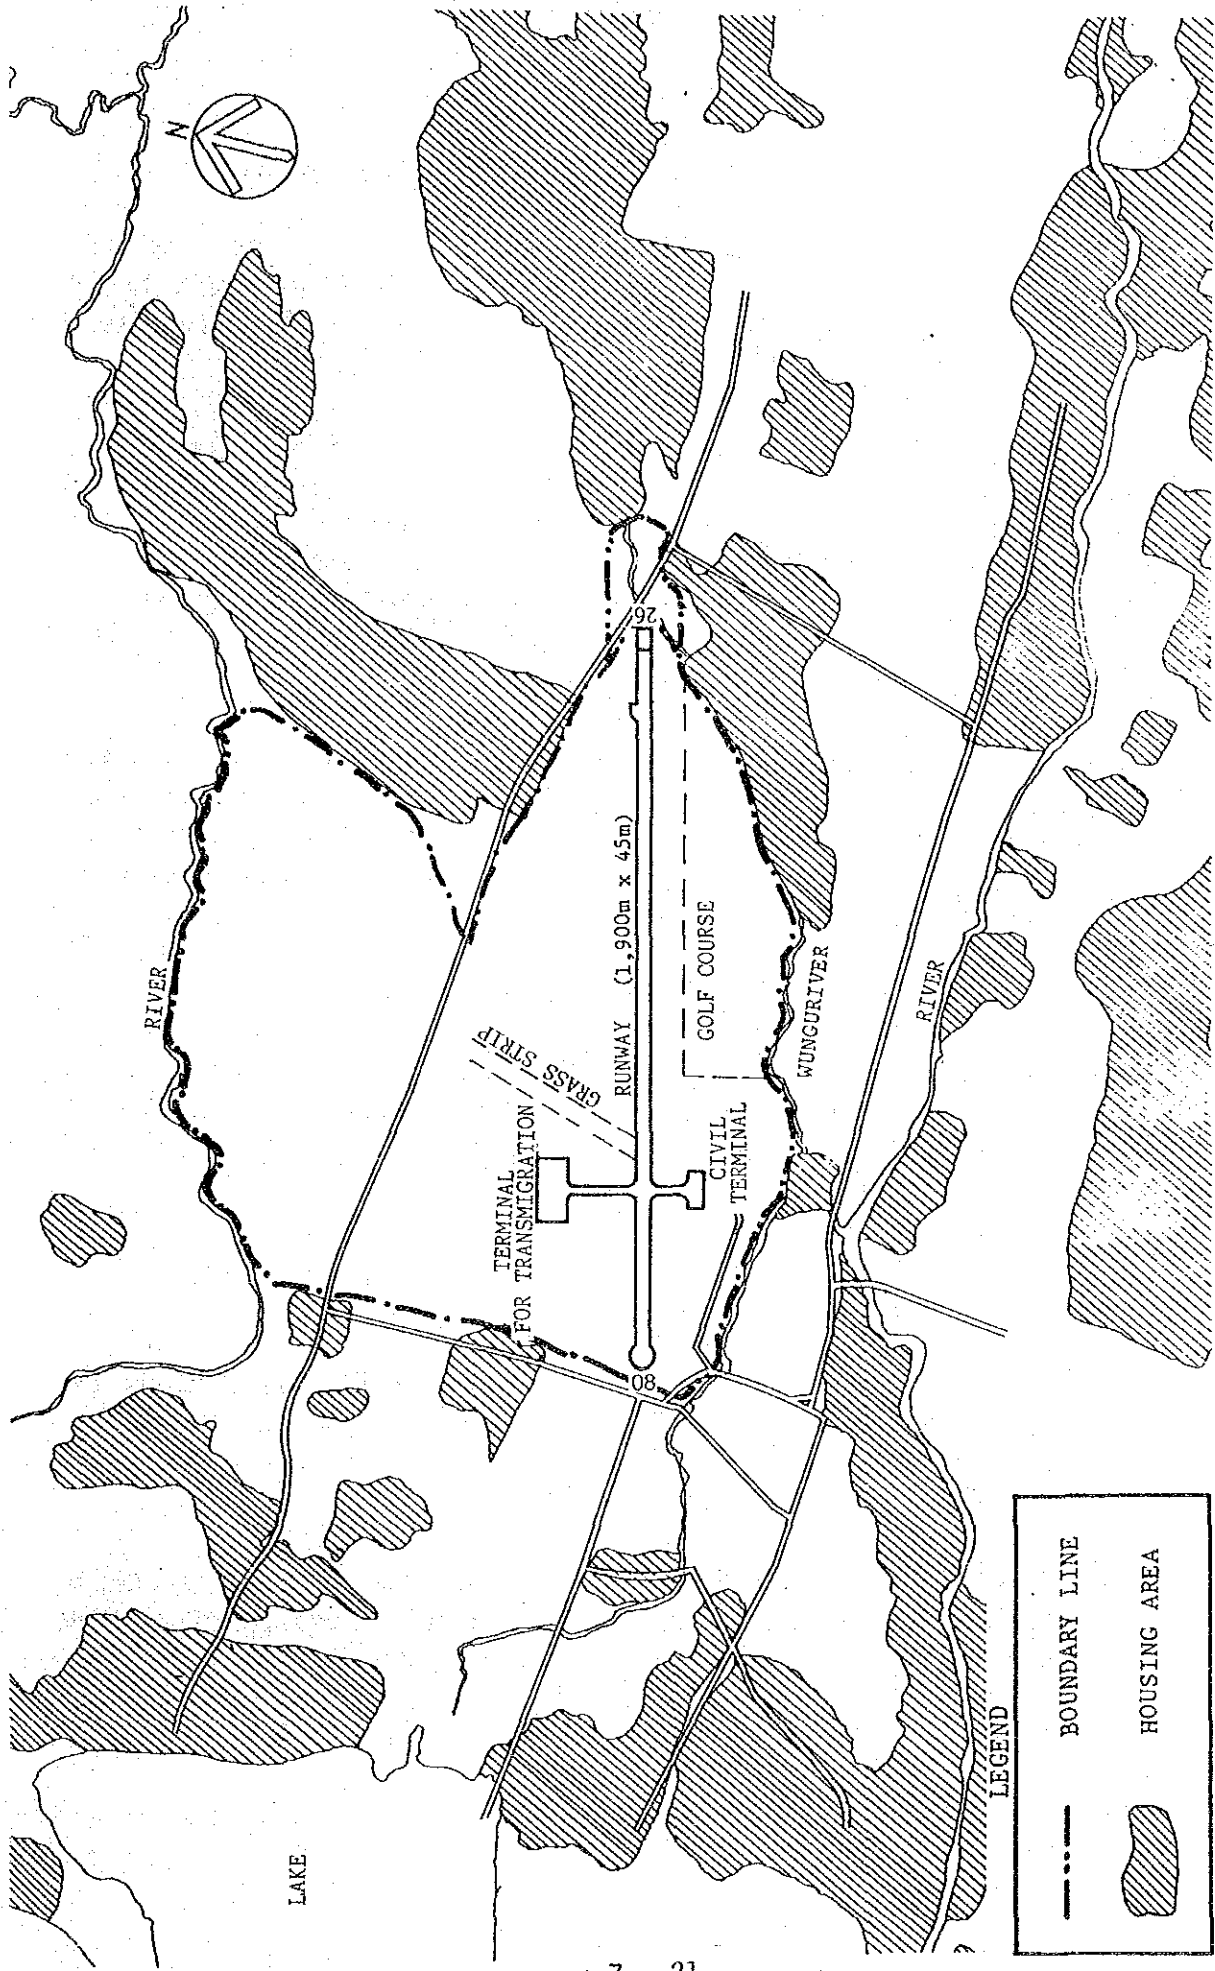 N
RIVER
GRASS STRIP
TERMINAL
FOR TRANSMIGRATION
RUNWAY (1,900m x 45m)
08
26
GOLF COURSE
CIVIL
TERMINAL
WUNGURIVER
RIVER
LAKE
LEGEND
BOUNDARY LINE
HOUSING AREA
21